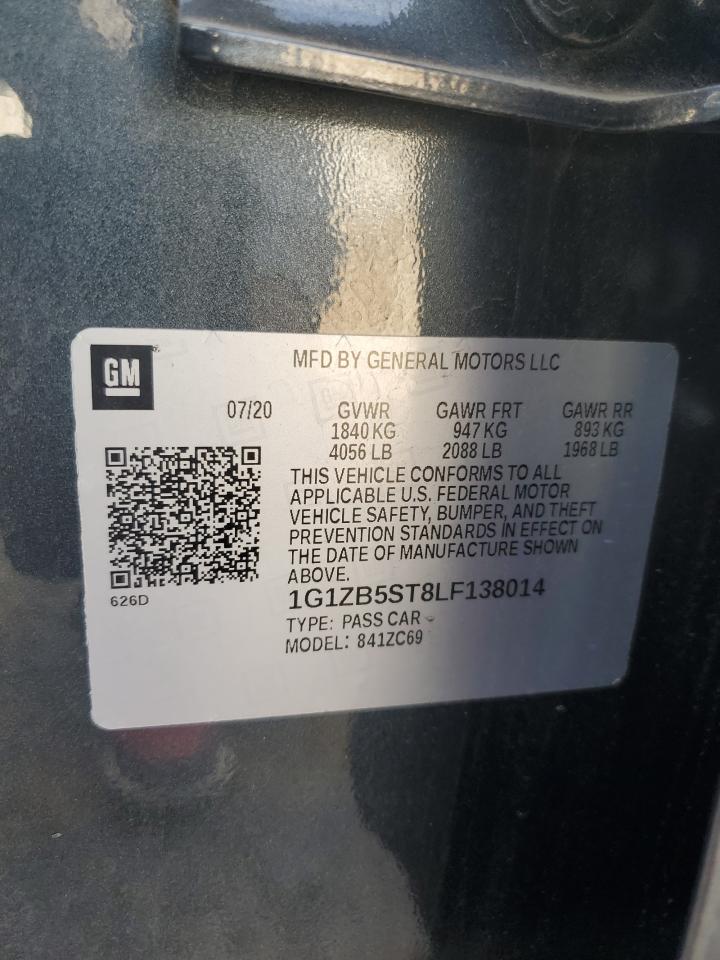 GM
MFD BY GENERAL MOTORS LLC
07/20 GVWR GAWR FRT GAWR RR
1840 KG 947 KG 893 KG
4056 LB 2088 LB 1968 LB
THIS VEHICLE CONFORMS TO ALL
APPLICABLE U.S. FEDERAL MOTOR
VEHICLE SAFETY, BUMPER, AND THEFT
PREVENTION STANDARDS IN EFFECT ON
THE DATE OF MANUFACTURE SHOWN
ABOVE.
626D
1G1ZB5ST8LF138014
TYPE: PASS CAR
MODEL: 841ZC69